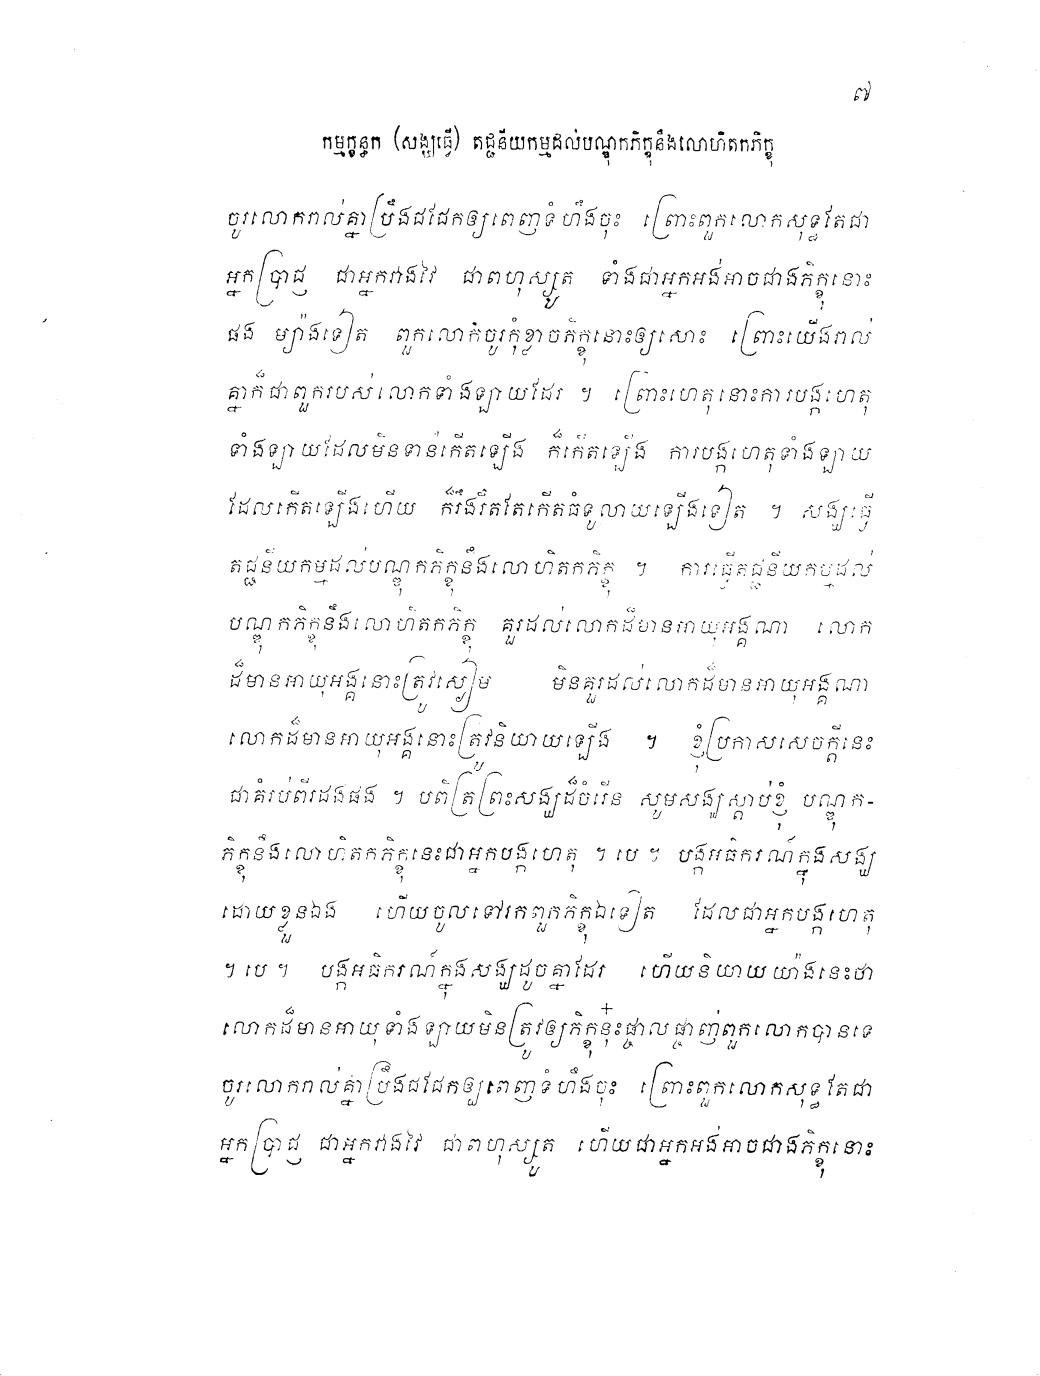 ៧
កម្មក្ខន្ធក (សង្ឃធ្វើ) តជ្ជនីយកម្មដល់បណ្ឌុកភិក្ខុនឹងលោហិតកភិក្ខុ
ចូរលោករាល់គ្នាប្រឹងជជែកឲ្យពេញទំហឹងចុះ ព្រោះពួកលោកសុទ្ធតែជា
អ្នកប្រាជ្ញ ជាអ្នកវាងវៃ ជាពហុស្សូត ទាំងជាអ្នកអង់អាចជាងភិក្ខុនោះ
ផង ម្យ៉ាងទៀត ពួកលោកចូរកុំខ្លាចភិក្ខុនោះឲ្យសោះ ព្រោះយើងរាល់
គ្នាក៏ជាពួករបស់លោកទាំងឡាយដែរ ។ ព្រោះហេតុនោះការបង្កហេតុ
ទាំងឡាយដែលមិនទាន់កើតឡើង ក៏កើតឡើង ការបង្កហេតុទាំងឡាយ
ដែលកើតឡើងហើយ ក៏រឹងរឹតតែកើតធំទូលាយឡើងទៀត ។ សង្ឃធ្វើ
តជ្ជនីយកម្មដល់បណ្ឌុកភិក្ខុនឹងលោហិតកភិក្ខុ ។ ការធ្វើតជ្ជនីយកម្មដល់
បណ្ឌុកភិក្ខុនឹងលោហិតកភិក្ខុ គួរដល់លោកដ៏មានអាយុអង្គណា លោក
ដ៏មានអាយុអង្គនោះត្រូវស្ងៀម មិនគួរដល់លោកដ៏មានអាយុអង្គណា
លោកដ៏មានអាយុអង្គនោះត្រូវនិយាយឡើង ។ ខ្ញុំប្រកាសសេចក្តីនេះ
ជាគំរប់ពីរដងផង ។ បពិត្រព្រះសង្ឃដ៏ចំរើន សូមសង្ឃស្តាប់ខ្ញុំ បណ្ឌុក-
ភិក្ខុនឹងលោហិតកភិក្ខុនេះជាអ្នកបង្កហេតុ ។ បេ ។ បង្កអធិករណ៍ក្នុងសង្ឃ
ដោយខ្លួនឯង ហើយចូលទៅរកពួកភិក្ខុឯទៀត ដែលជាអ្នកបង្កហេតុ
។ បេ ។ បង្កអធិករណ៍ក្នុងសង្ឃដូចគ្នាដែរ ហើយនិយាយយ៉ាងនេះថា
លោកដ៏មានអាយុទាំងឡាយមិនត្រូវឲ្យភិក្ខុនុ៎ះផ្ចាលផ្ចាញ់ពួកលោកបានទេ
ចូរលោករាល់គ្នាប្រឹងជជែកឲ្យពេញទំហឹងចុះ ព្រោះពួកលោកសុទ្ធតែជា
អ្នកប្រាជ្ញ ជាអ្នកវាងវៃ ជាពហុស្សូត ហើយជាអ្នកអង់អាចជាងភិក្ខុនោះ